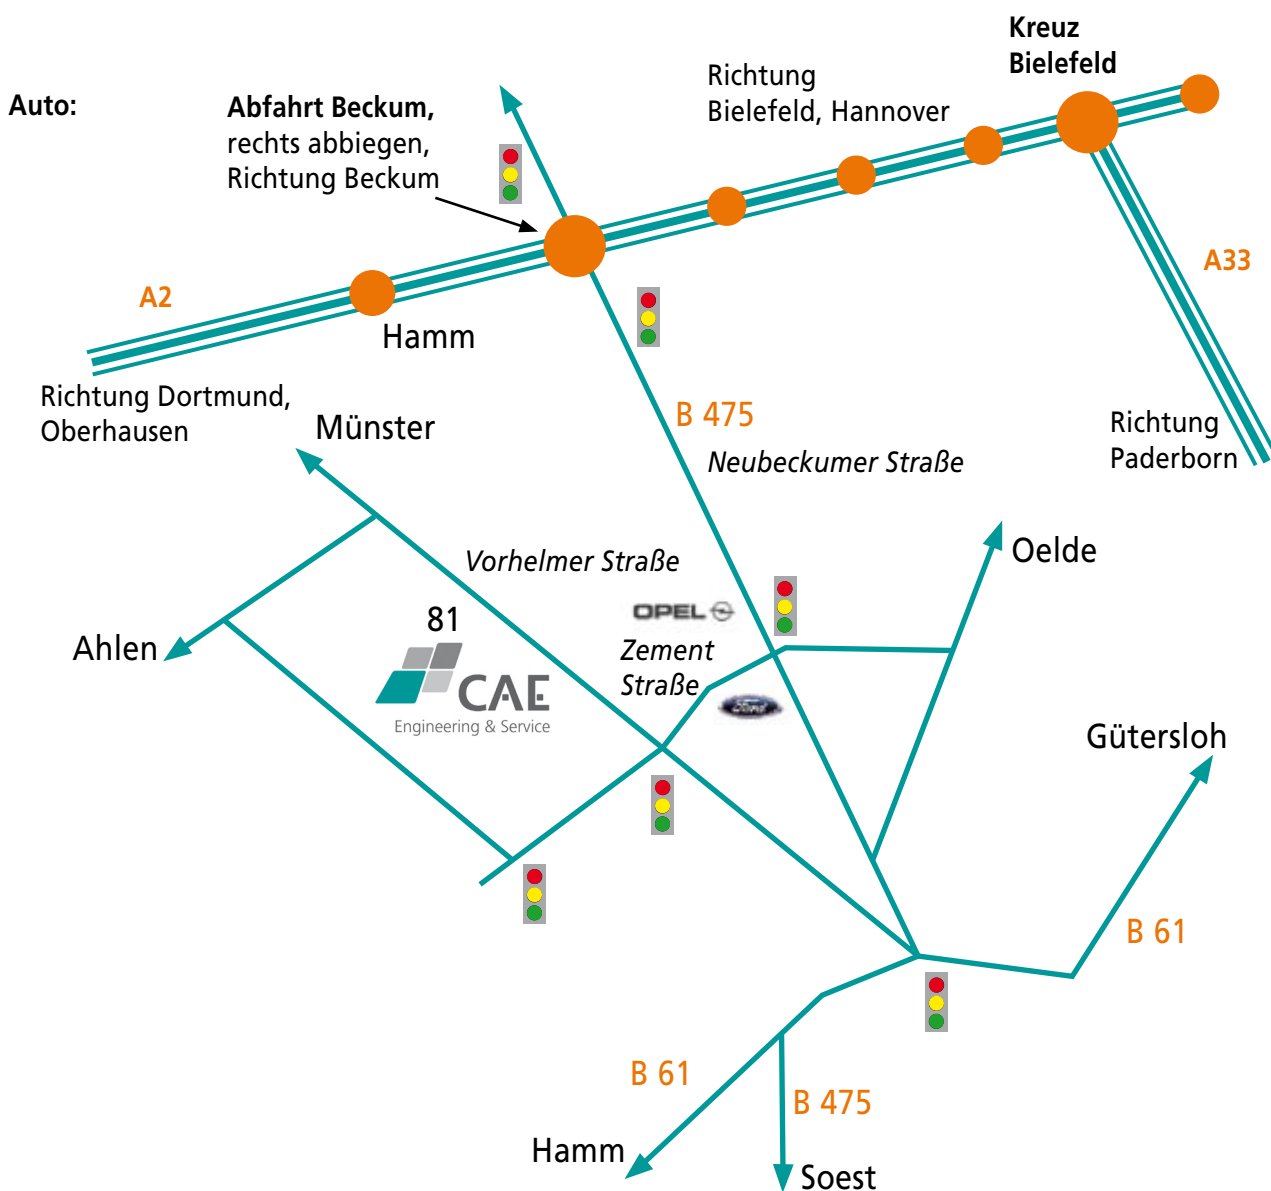 Kreuz
Bielefeld
Richtung
Bielefeld, Hannover
Auto:
Abfahrt Beckum,
rechts abbiegen,
Richtung Beckum
A33
A2
Hamm
Richtung Dortmund,
Oberhausen
Münster
B 475
Neubeckumer Straße
Richtung
Paderborn
Oelde
Vorhelmer Straße
OPEL
81
Zement
Straße
Ahlen
CAE
Engineering & Service
Ford
Gütersloh
B 61
B 61
B 475
Hamm
Soest